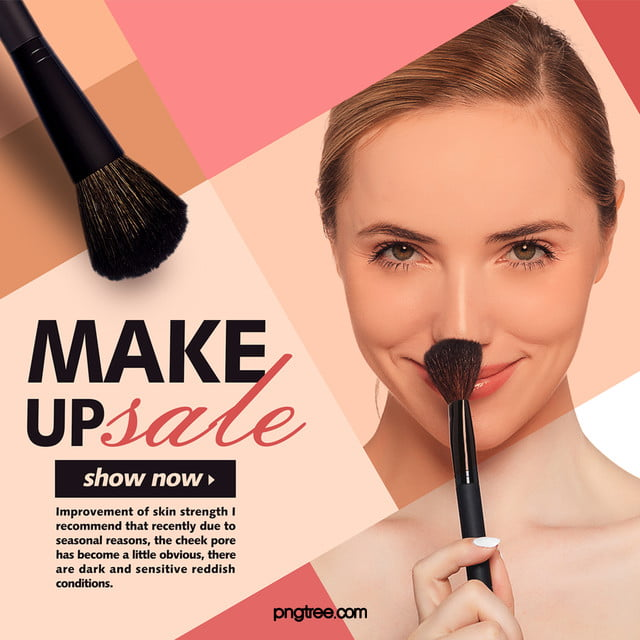 MAKE
UPsale
show now
Improvement of skin strength I
recommend that recently due to
seasonal reasons, the cheek pore
has become a little obvious, there
are dark and sensitive reddish
conditions.
pngtree.com